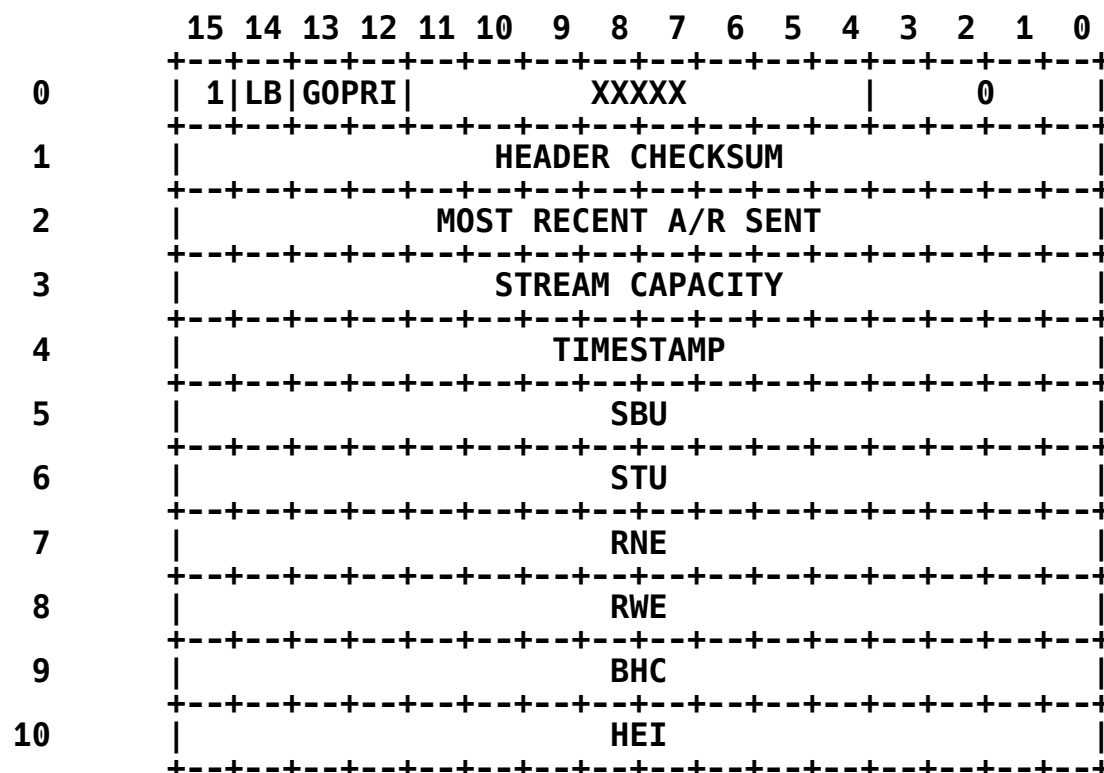 15 14 13 12 11 10 9 8 7 6 5 4 3 2 1 0
+--+--+--+--+--+--+--+--+--+--+--+--+--+--+--+--+
0 | 1|LB|GOPRI| XXXXX | 0 |
+--+--+--+--+--+--+--+--+--+--+--+--+--+--+--+--+
1 | HEADER CHECKSUM |
+--+--+--+--+--+--+--+--+--+--+--+--+--+--+--+--+
2 | MOST RECENT A/R SENT |
+--+--+--+--+--+--+--+--+--+--+--+--+--+--+--+--+
3 | STREAM CAPACITY |
+--+--+--+--+--+--+--+--+--+--+--+--+--+--+--+--+
4 | TIMESTAMP |
+--+--+--+--+--+--+--+--+--+--+--+--+--+--+--+--+
5 | SBU |
+--+--+--+--+--+--+--+--+--+--+--+--+--+--+--+--+
6 | STU |
+--+--+--+--+--+--+--+--+--+--+--+--+--+--+--+--+
7 | RNE |
+--+--+--+--+--+--+--+--+--+--+--+--+--+--+--+--+
8 | RWE |
+--+--+--+--+--+--+--+--+--+--+--+--+--+--+--+--+
9 | BHC |
+--+--+--+--+--+--+--+--+--+--+--+--+--+--+--+--+
10 | HEI |
+--+--+--+--+--+--+--+--+--+--+--+--+--+--+--+--+